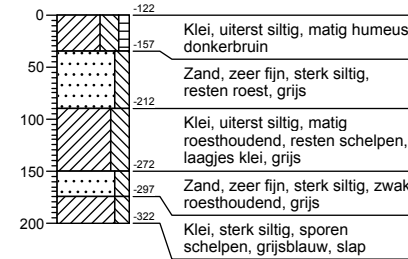 0
50
100
150
200
-122
-157
-212
-272
-297
-322
Klei, uiterst siltig, matig humeus,
donkerbruin
Zand, zeer fijn, sterk siltig,
resten roest, grijs
Klei, uiterst siltig, matig
roesthoudend, resten schelpen,
laagjes klei, grijs
Zand, zeer fijn, sterk siltig, zwak
roesthoudend, grijs
Klei, sterk siltig, sporen
schelpen, grijsblauw, slap